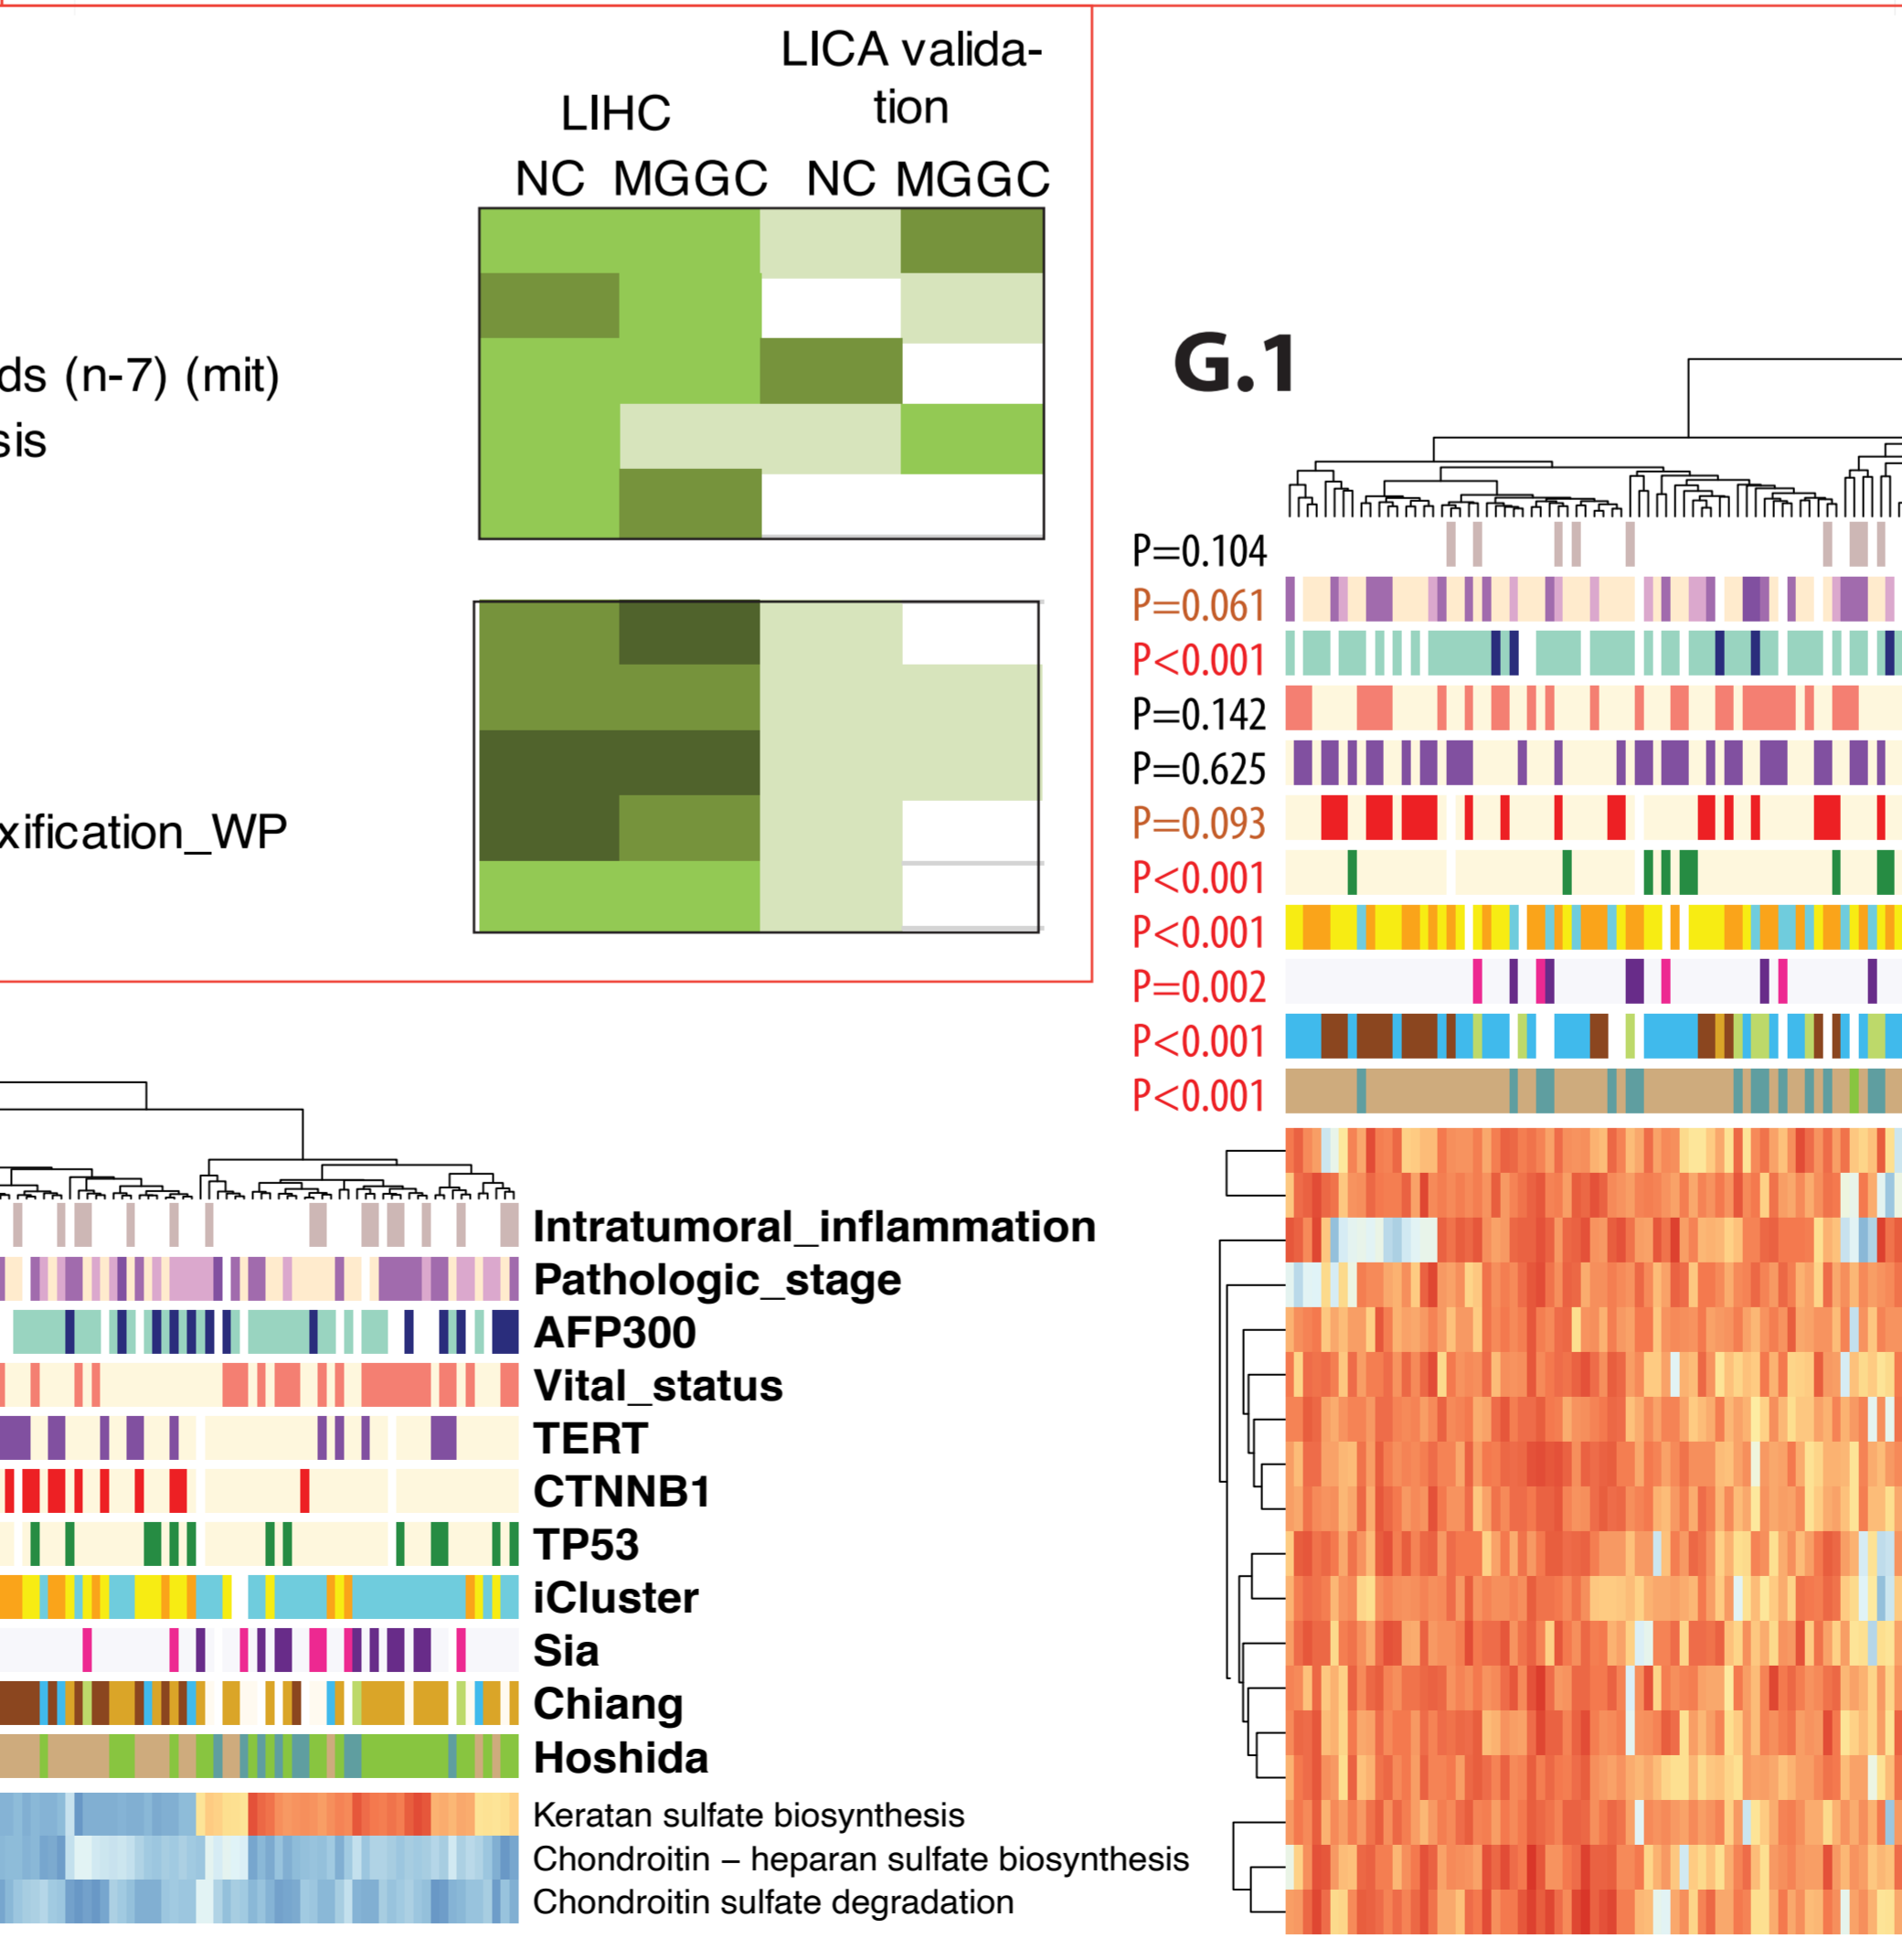 LICA valida-
tion
LIHC
NC MGGC NC MGGC
ds (n-7) (mit)
sis
xification_WP
G.1
P=0.104
P=0.061
P<0.001
P=0.142
P=0.625
P=0.093
P<0.001
P<0.001
P=0.002
P<0.001
P<0.001
Intratumoral_inflammation
Pathologic_stage
AFP300
Vital_status
TERT
CTNNB1
TP53
iCluster
Sia
Chiang
Hoshida
Keratan sulfate biosynthesis
Chondroitin – heparan sulfate biosynthesis
Chondroitin sulfate degradation